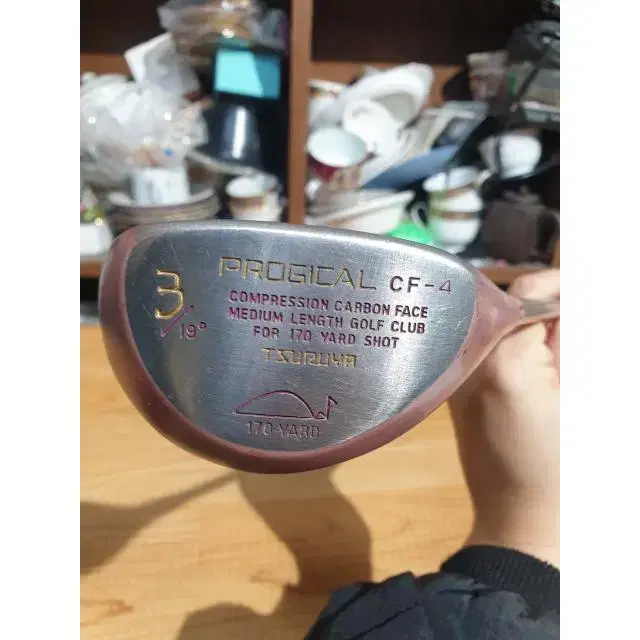 3
19°
PROGICAL CF-4
COMPRESSION CARBON FACE
MEDIUM LENGTH GOLF CLUB
FOR 170 YARD SHOT
TSURUYA
170-YARD